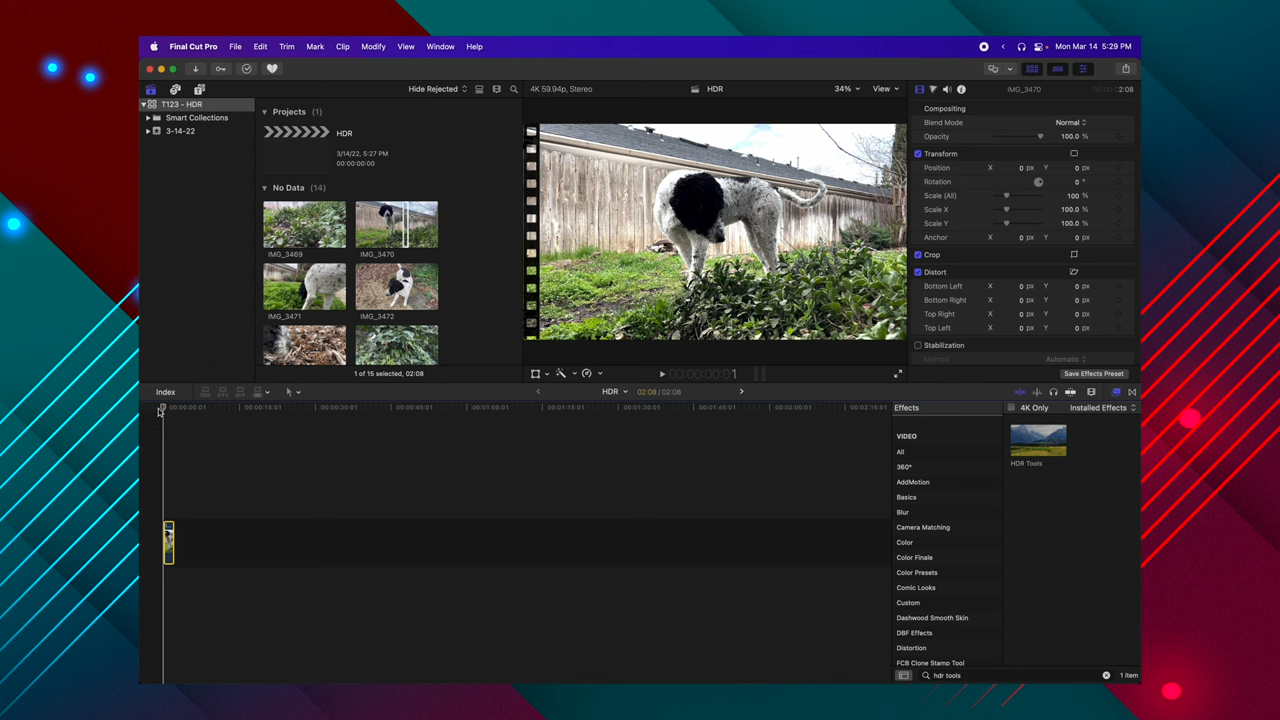 Final Cut Pro File Edit Trim Mark Clip Modify View Window Help Mon Mar 14 5:29 PM
Hide Rejected 4K 59.94p, Stereo HDR 34% View IMG_3470 2:08
T123 - HDR
Smart Collections
3-14-22
Projects (1)
HDR
3/14/22, 5:27 PM
00:00:00:00
No Data (14)
IMG_3469 IMG_3470
IMG_3471 IMG_3472
1 of 15 selected, 02:08
00:00:00:01
Compositing
Blend Mode Normal
Opacity 100.0 %
Transform
Position X 0 px Y 0 px
Rotation 0 °
Scale (All) 100 %
Scale X 100.0 %
Scale Y 100.0 %
Anchor X 0 px Y 0 px
Crop
Distort
Bottom Left X 0 px Y 0 px
Bottom Right X 0 px Y 0 px
Top Right X 0 px Y 0 px
Top Left X 0 px Y 0 px
Stabilization
Method Automatic
Save Effects Preset
Index HDR 02:08 / 02:08
00:00:00:01 00:00:15:01 00:00:30:01 00:00:45:01 00:01:00:01 00:01:15:01 00:01:30:01 00:01:45:01 00:02:00:01 00:02:15:01
Effects 4K Only Installed Effects
VIDEO
All
360°
AddMotion
Basics
Blur
Camera Matching
Color
Color Finale
Color Presets
Comic Looks
Custom
Dashwood Smooth Skin
DBF Effects
Distortion
FCB Clone Stamp Tool
HDR Tools
hdr tools 1 item